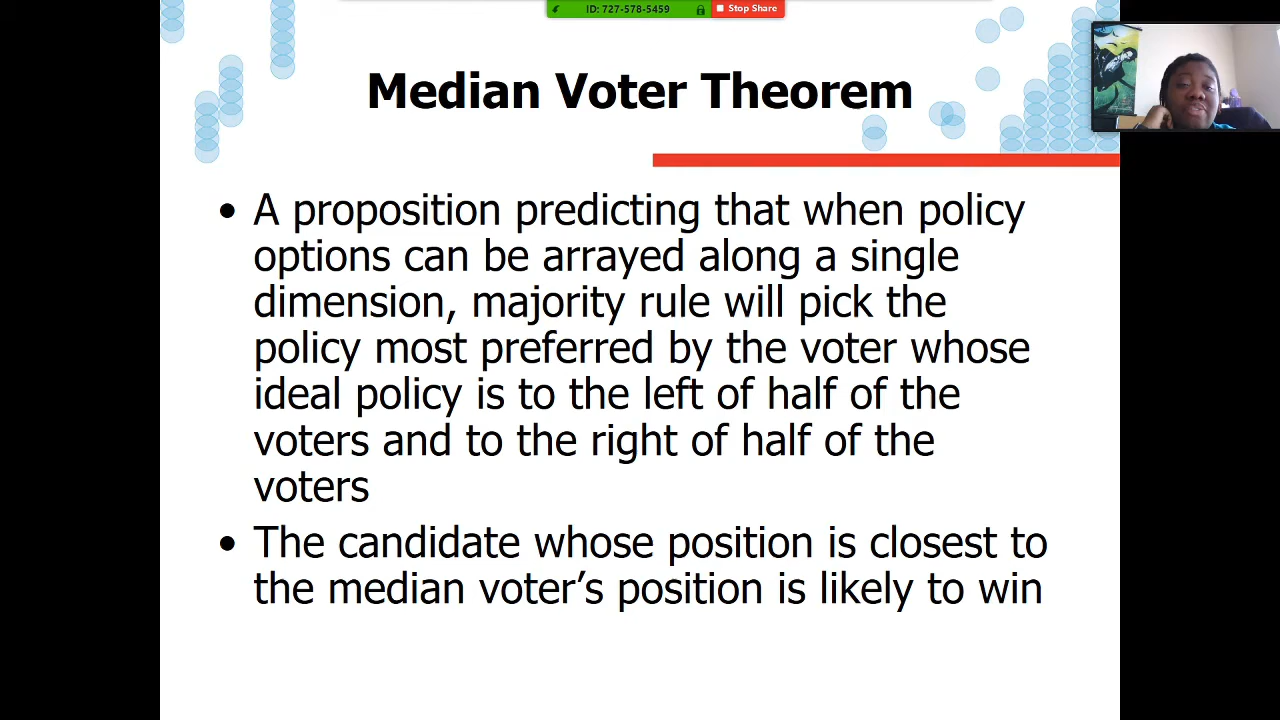 ID: 727-578-5459
Stop Share
Median Voter Theorem
• A proposition predicting that when policy
options can be arrayed along a single
dimension, majority rule will pick the
policy most preferred by the voter whose
ideal policy is to the left of half of the
voters and to the right of half of the
voters
• The candidate whose position is closest to
the median voter’s position is likely to win